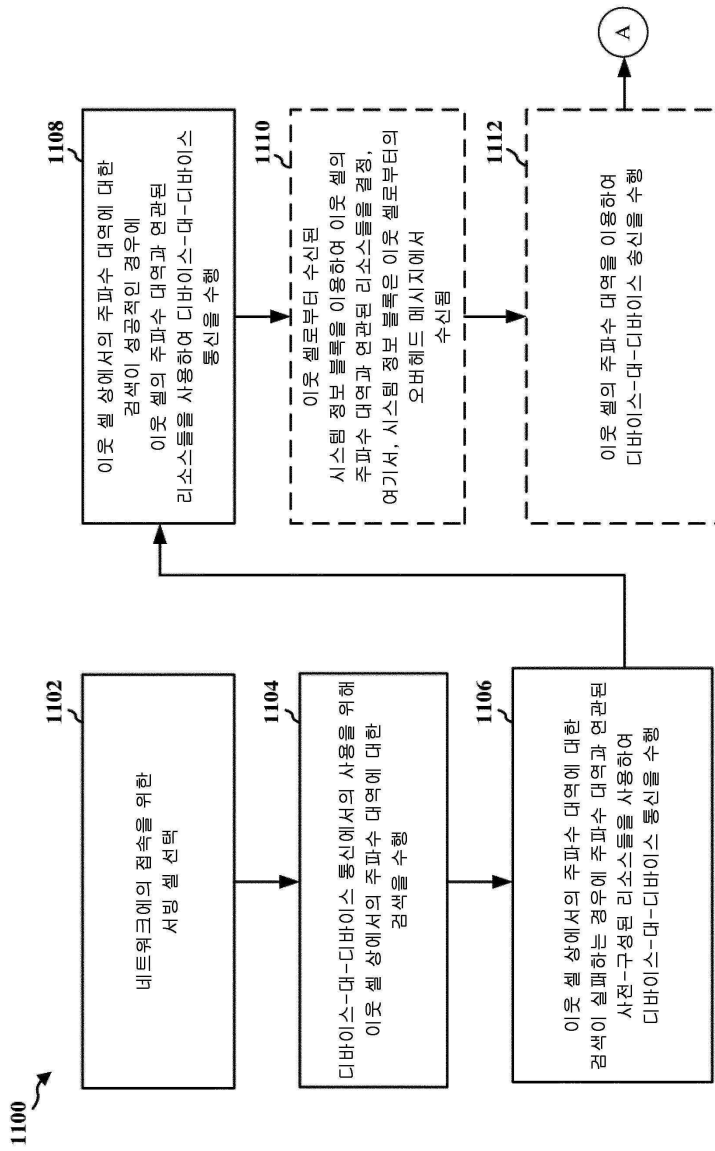 1100
1102
네트워크에의 접속을 위한
서빙 셀 선택
1104
디바이스-대-디바이스 통신에서의 사용을 위해
이웃 셀 상에서의 주파수 대역에 대한
검색을 수행
1106
이웃 셀 상에서의 주파수 대역에 대한
검색이 실패하는 경우에 주파수 대역과 연관된
사전-구성된 리소스들을 사용하여
디바이스-대-디바이스 통신을 수행
1108
이웃 셀 상에서의 주파수 대역에 대한
검색이 성공적인 경우에
이웃 셀의 주파수 대역과 연관된
리소스들을 사용하여 디바이스-대-디바이스
통신을 수행
1110
이웃 셀로부터 수신된
시스템 정보 블록을 이용하여 이웃 셀의
주파수 대역과 연관된 리소스들을 결정,
여기서, 시스템 정보 블록은 이웃 셀로부터의
오버헤드 메시지에서
수신됨
1112
이웃 셀의 주파수 대역을 이용하여
디바이스-대-디바이스 송신을 수행
A